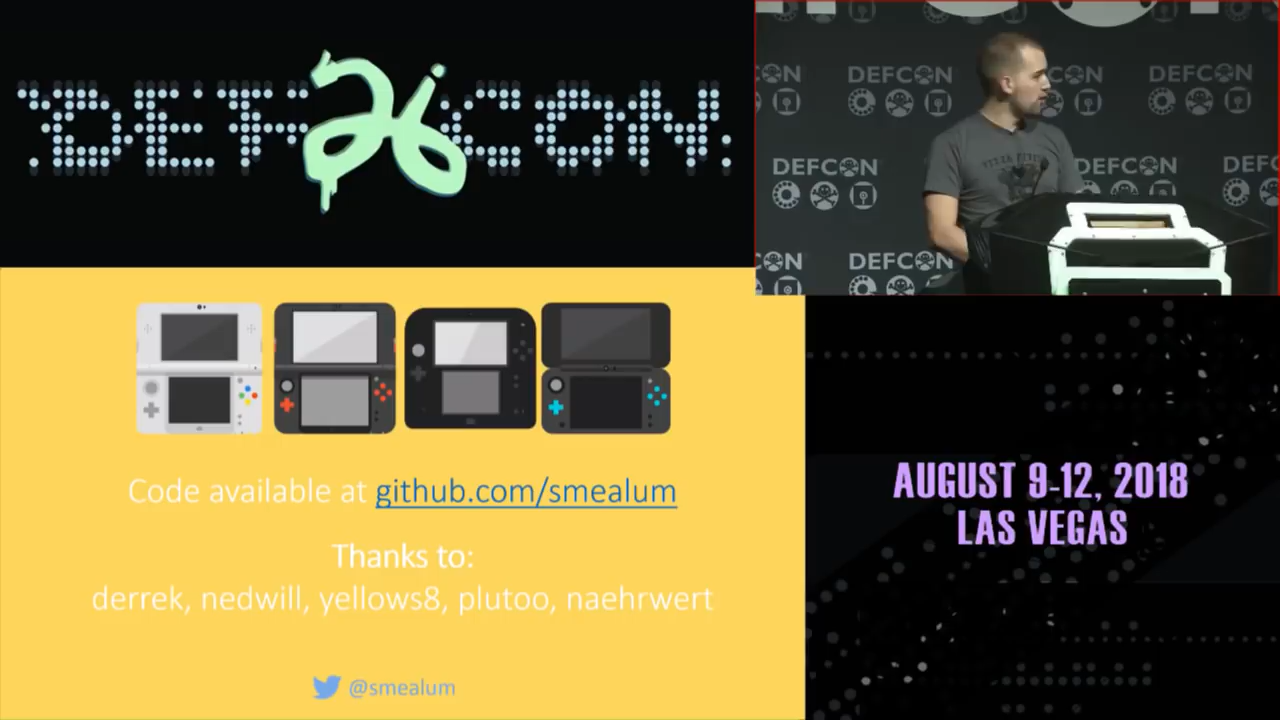 DEF CON
26
DEFCON
DEFCON
DEFCON
DEFCON
DEFCON
Code available at github.com/smealum
Thanks to:
derrek, nedwill, yellows8, plutoo, naehrwert
@smealum
AUGUST 9-12, 2018
LAS VEGAS